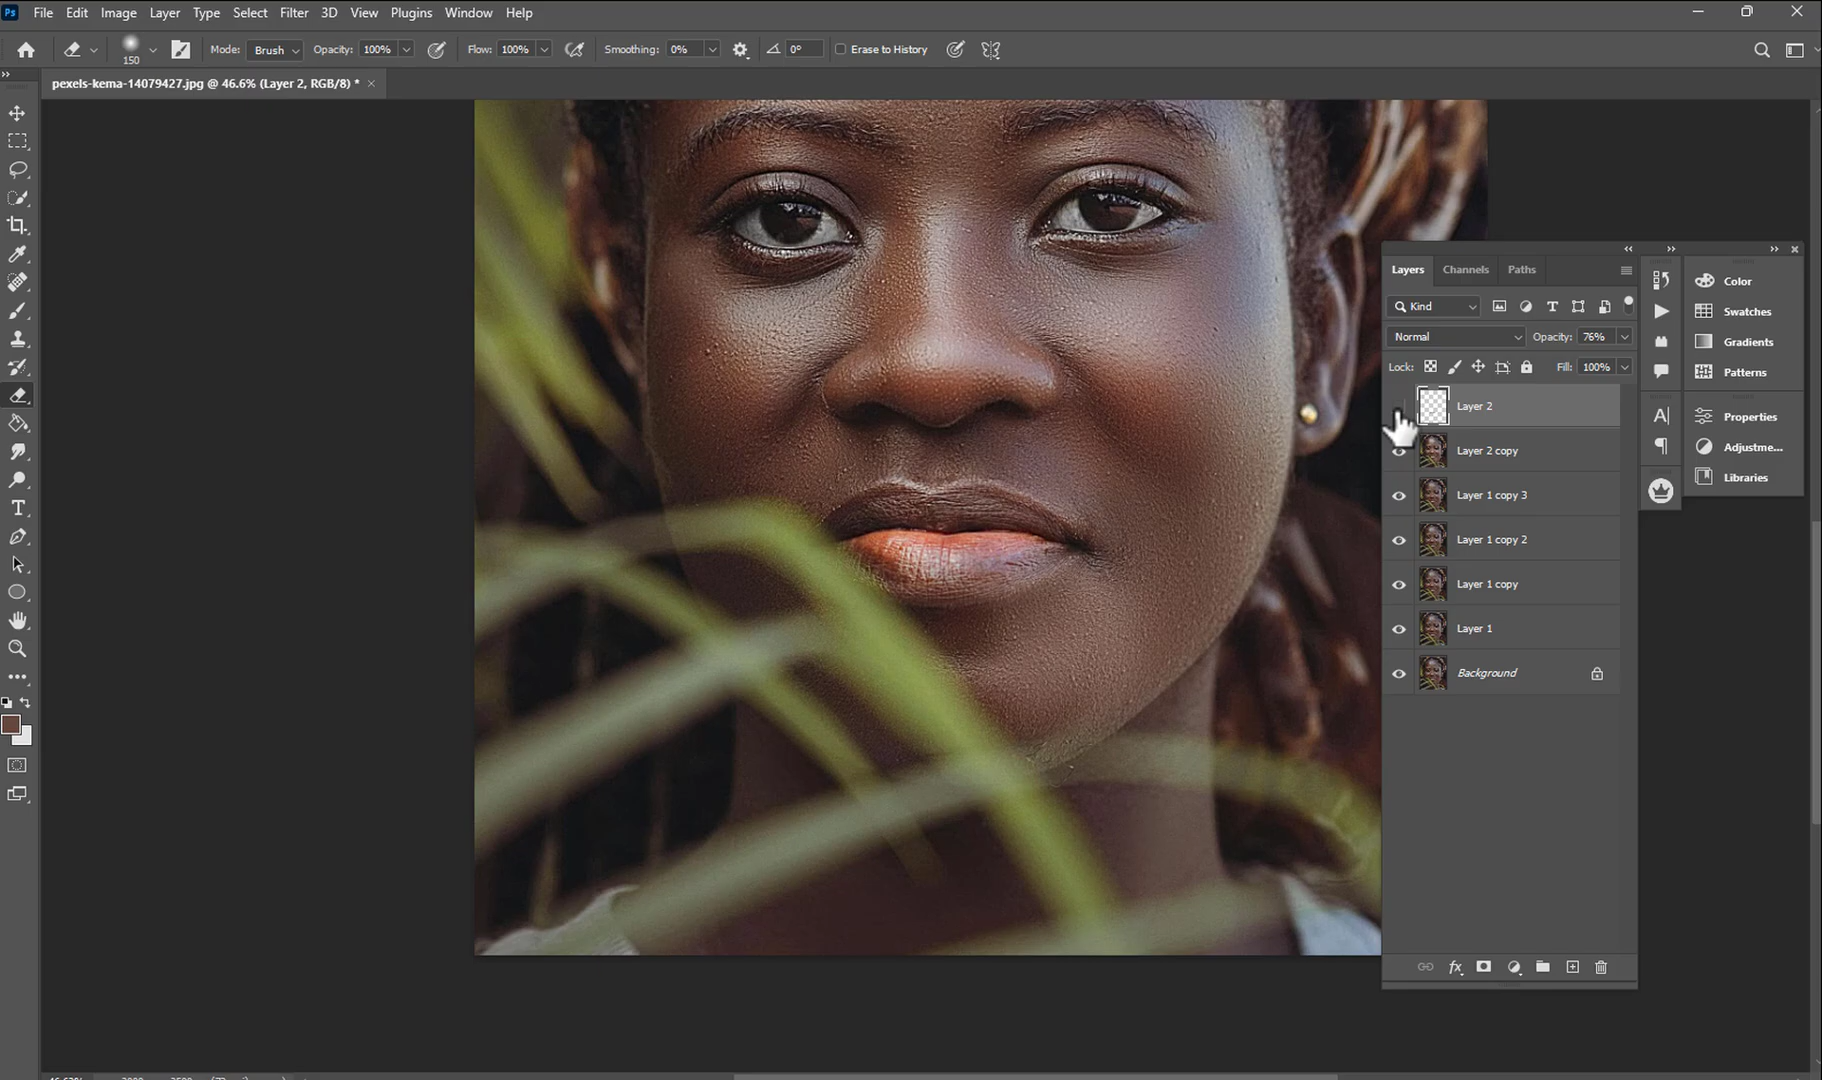 Ps File Edit Image Layer Type Select Filter 3D View Plugins Window Help
150 Mode: Brush Opacity: 100% Flow: 100% Smoothing: 0% 0° Erase to History
pexels-kema-14079427.jpg @ 46.6% (Layer 2, RGB/8) *
Layers Channels Paths
Kind
Normal Opacity: 76%
Lock: Fill: 100%
Layer 2
Layer 2 copy
Layer 1 copy 3
Layer 1 copy 2
Layer 1 copy
Layer 1
Background
fx
Color
Swatches
Gradients
Patterns
Properties
Adjustme...
Libraries